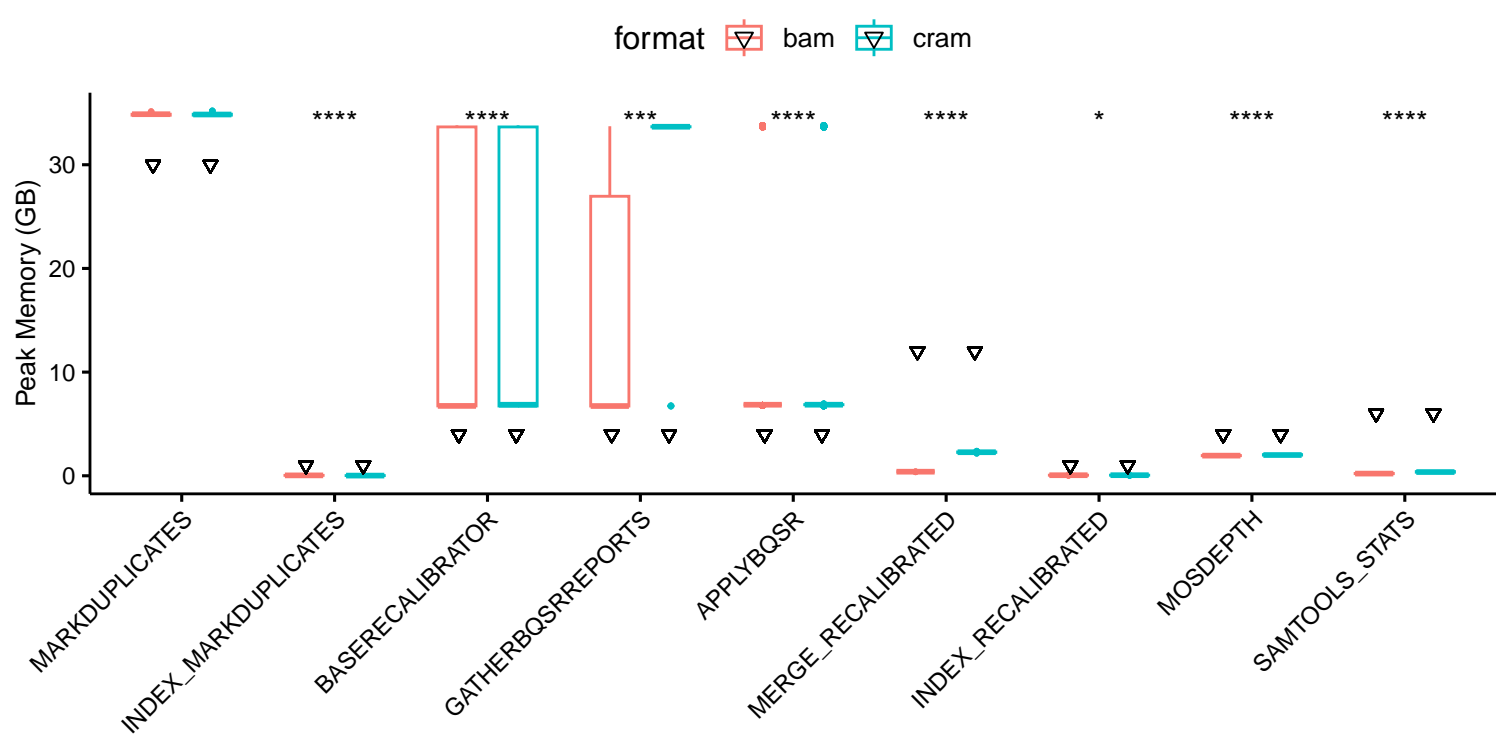 format bam cram
**** **** *** **** **** * **** ****
Peak Memory (GB)
30
20
10
0
MARKDUPLICATES
INDEX_MARKDUPLICATES
BASERECALIBRATOR
GATHERBQSRREPORTS
APPLYBQSR
MERGE_RECALIBRATED
INDEX_RECALIBRATED
MOSDEPTH
SAMTOOLS_STATS